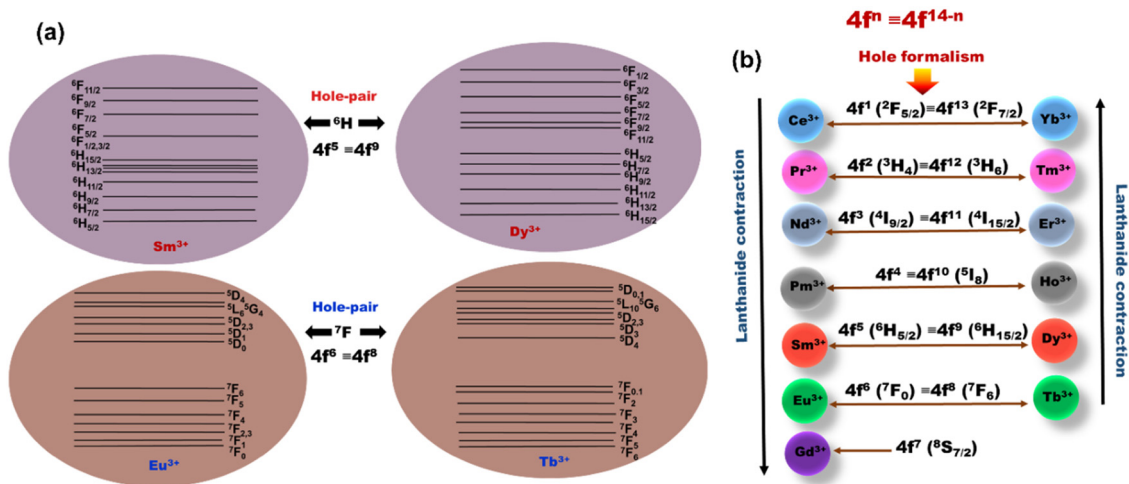 (a)
⁶F₁₁/₂
⁶F₉/₂
⁶F₇/₂
⁶F₅/₂
⁶F₁/₂,₃/₂
⁶H₁₅/₂
⁶H₁₃/₂
⁶H₁₁/₂
⁶H₉/₂
⁶H₇/₂
⁶H₅/₂
Sm³⁺
Hole-pair
⁶H
4f⁵ ≡4f⁹
⁶F₁/₂
⁶F₃/₂
⁶F₅/₂
⁶F₇/₂
⁶F₉/₂
⁶F₁₁/₂
⁶H₅/₂
⁶H₇/₂
⁶H₉/₂
⁶H₁₁/₂
⁶H₁₃/₂
⁶H₁₅/₂
Dy³⁺
⁵D₄
⁵L₆⁵G₄
⁵D₂,₃
⁵D₁
⁵D₀
⁷F₆
⁷F₅
⁷F₄
⁷F₂,₃
⁷F₁
⁷F₀
Eu³⁺
Hole-pair
⁷F
4f⁶ ≡4f⁸
⁵D₀,₁
⁵L₁₀⁵G₆
⁵D₂,₃
⁵D₃
⁵D₄
⁷F₀,₁
⁷F₂
⁷F₃
⁷F₄
⁷F₅
⁷F₆
Tb³⁺
4fⁿ ≡4f¹⁴⁻ⁿ
(b)
Hole formalism
Lanthanide contraction
Ce³⁺ 4f¹ (²F₅/₂)≡4f¹³ (²F₇/₂) Yb³⁺
Pr³⁺ 4f² (³H₄)≡4f¹² (³H₆) Tm³⁺
Nd³⁺ 4f³ (⁴I₉/₂) ≡4f¹¹ (⁴I₁₅/₂) Er³⁺
Pm³⁺ 4f⁴ ≡4f¹⁰ (⁵I₈) Ho³⁺
Sm³⁺ 4f⁵ (⁶H₅/₂) ≡4f⁹ (⁶H₁₅/₂) Dy³⁺
Eu³⁺ 4f⁶ (⁷F₀) ≡4f⁸ (⁷F₆) Tb³⁺
Gd³⁺ 4f⁷ (⁸S₇/₂)
Lanthanide contraction